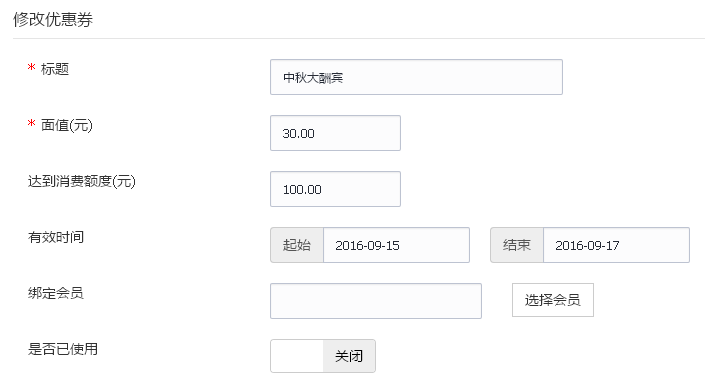 修改优惠券
* 标题 中秋大酬宾
* 面值(元) 30.00
达到消费额度(元) 100.00
有效时间 起始 2016-09-15 结束 2016-09-17
绑定会员 选择会员
是否已使用 关闭